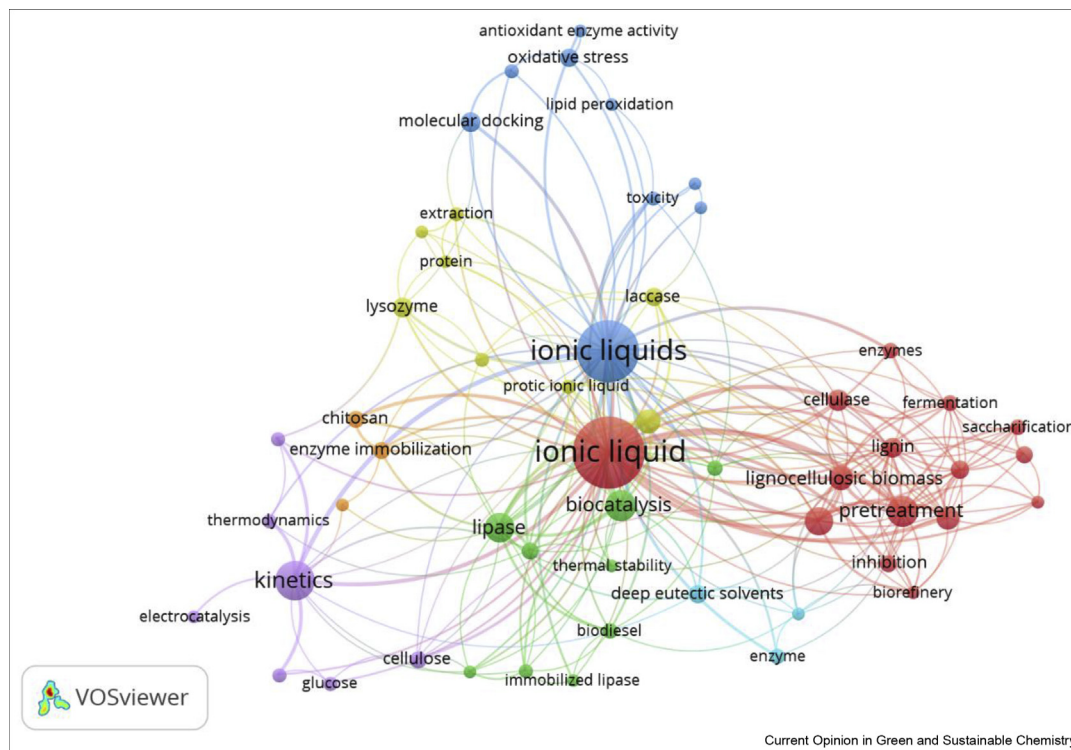 antioxidant enzyme activity
oxidative stress
lipid peroxidation
molecular docking
toxicity
extraction
protein
laccase
lysozyme
ionic liquids
enzymes
protic ionic liquid
cellulase
fermentation
chitosan
saccharification
enzyme immobilization
ionic liquid
lignin
lignocellulosic biomass
biocatalysis
pretreatment
thermodynamics
lipase
inhibition
thermal stability
kinetics
deep eutectic solvents
biorefinery
electrocatalysis
biodiesel
cellulose
enzyme
glucose
immobilized lipase
VOSviewer
Current Opinion in Green and Sustainable Chemistry